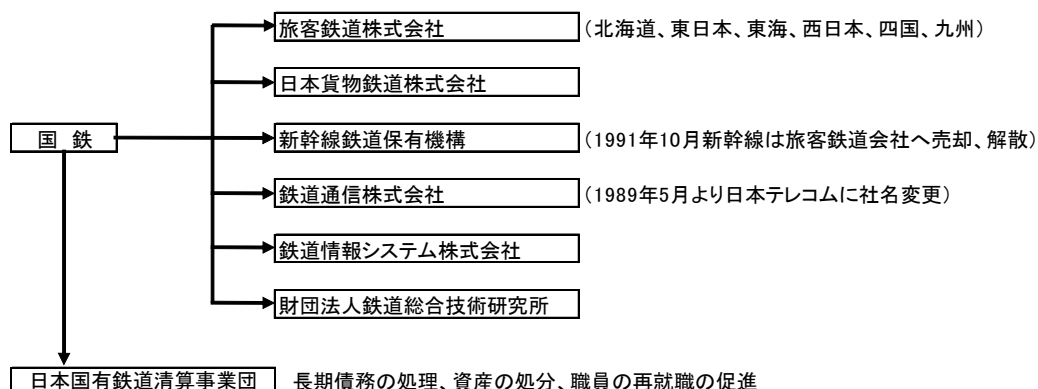 旅客鉄道株式会社 (北海道、東日本、東海、西日本、四国、九州)
日本貨物鉄道株式会社
国 鉄 新幹線鉄道保有機構 (1991年10月新幹線は旅客鉄道会社へ売却、解散)
鉄道通信株式会社 (1989年5月より日本テレコムに社名変更)
鉄道情報システム株式会社
財団法人鉄道総合技術研究所
日本国有鉄道清算事業団 長期債務の処理、資産の処分、職員の再就職の促進